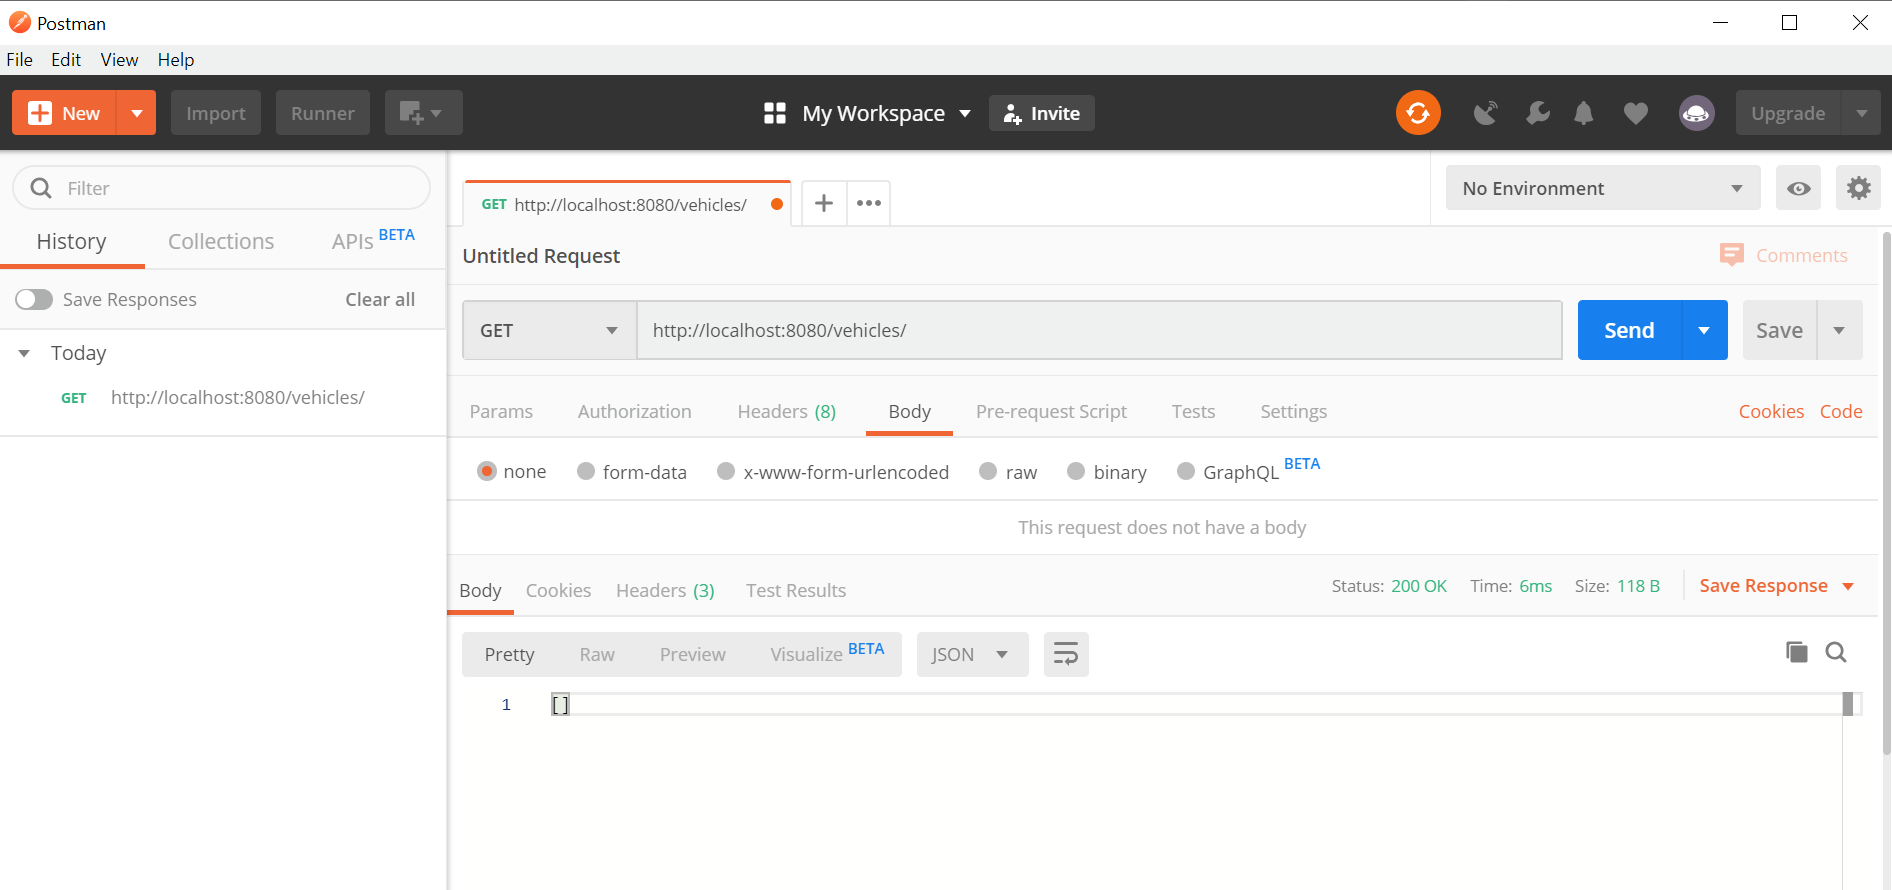 Postman
File Edit View Help
New Import Runner My Workspace Invite Upgrade
Filter
History Collections APIs BETA
Save Responses Clear all
Today
GET http://localhost:8080/vehicles/
GET http://localhost:8080/vehicles/ No Environment
Untitled Request Comments
GET http://localhost:8080/vehicles/ Send Save
Params Authorization Headers (8) Body Pre-request Script Tests Settings Cookies Code
none form-data x-www-form-urlencoded raw binary GraphQL BETA
This request does not have a body
Body Cookies Headers (3) Test Results Status: 200 OK Time: 6ms Size: 118 B Save Response
Pretty Raw Preview Visualize BETA JSON
1 []